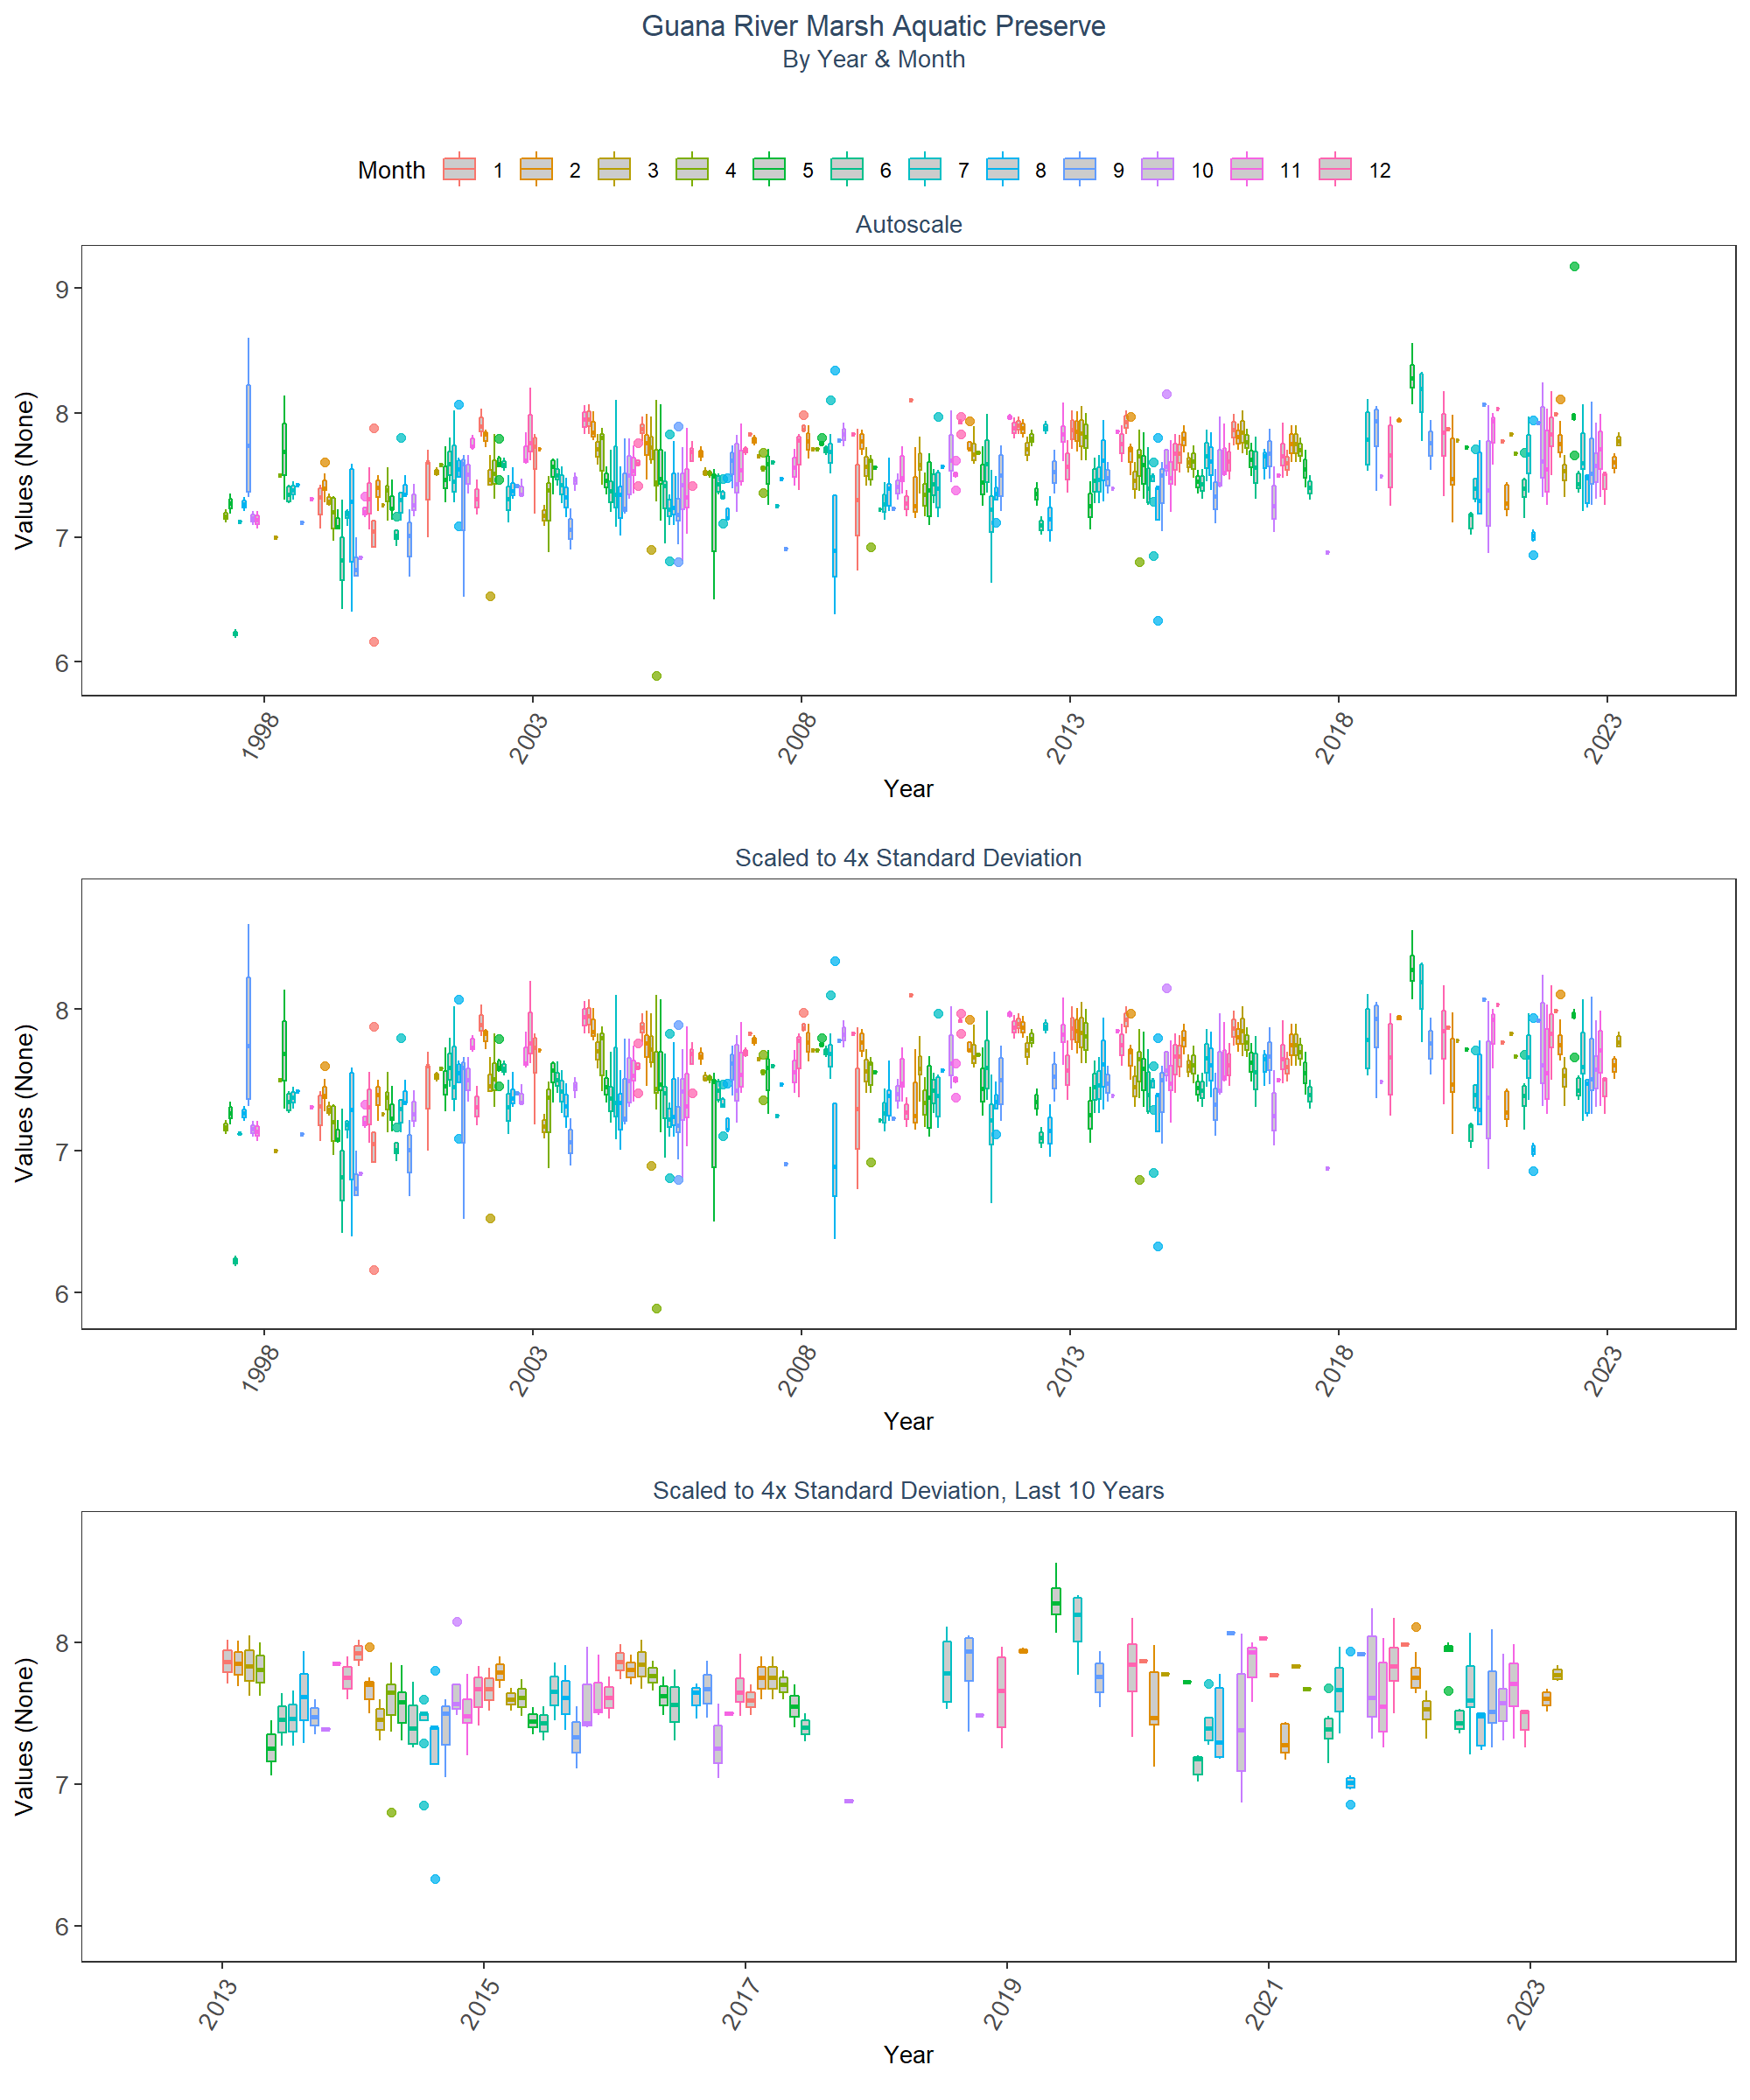 Guana River Marsh Aquatic Preserve
By Year & Month
Month 1 2 3 4 5 6 7 8 9 10 11 12
Autoscale
Values (None)
9
8
7
6
1998 2003 2008 2013 2018 2023
Year
Scaled to 4x Standard Deviation
Values (None)
8
7
6
1998 2003 2008 2013 2018 2023
Year
Scaled to 4x Standard Deviation, Last 10 Years
Values (None)
8
7
6
2013 2015 2017 2019 2021 2023
Year